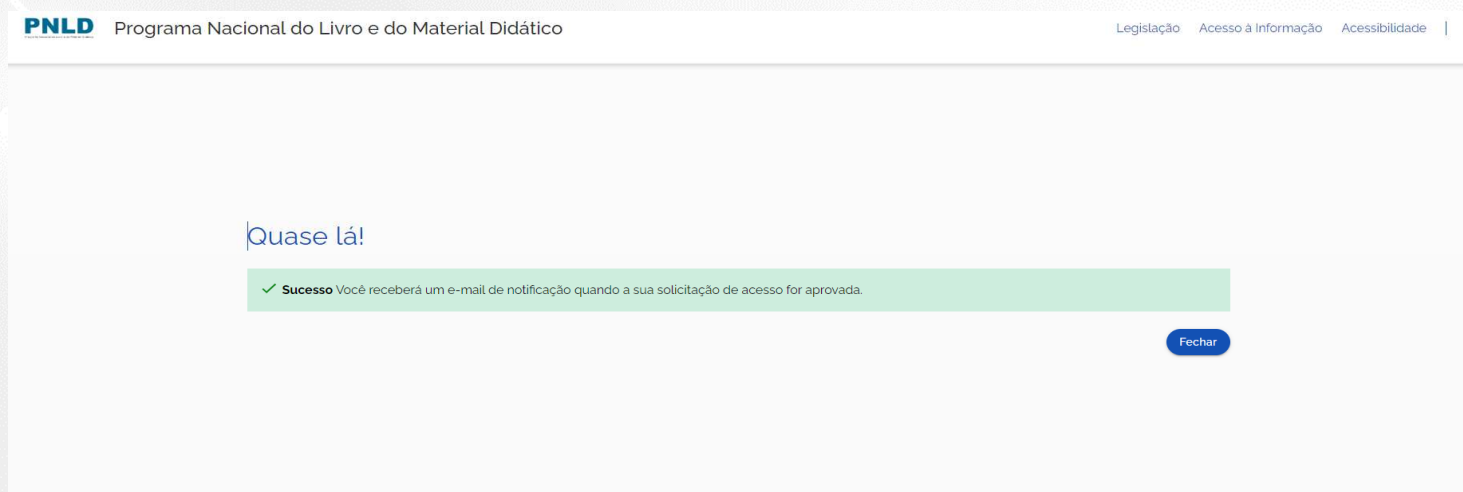 PNLD Programa Nacional do Livro e do Material Didático
Legislação Acesso à Informação Acessibilidade |
Quase lá!
Sucesso Você receberá um e-mail de notificação quando a sua solicitação de acesso for aprovada.
Fechar